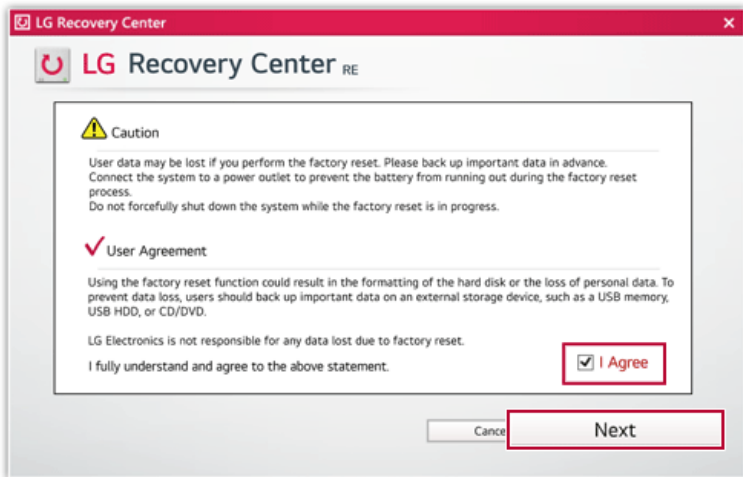 LG Recovery Center
LG Recovery Center RE
Caution
User data may be lost if you perform the factory reset. Please back up important data in advance.
Connect the system to a power outlet to prevent the battery from running out during the factory reset
process.
Do not forcefully shut down the system while the factory reset is in progress.
User Agreement
Using the factory reset function could result in the formatting of the hard disk or the loss of personal data. To
prevent data loss, users should back up important data on an external storage device, such as a USB memory,
USB HDD, or CD/DVD.
LG Electronics is not responsible for any data lost due to factory reset.
I fully understand and agree to the above statement.
I Agree
Cance
Next